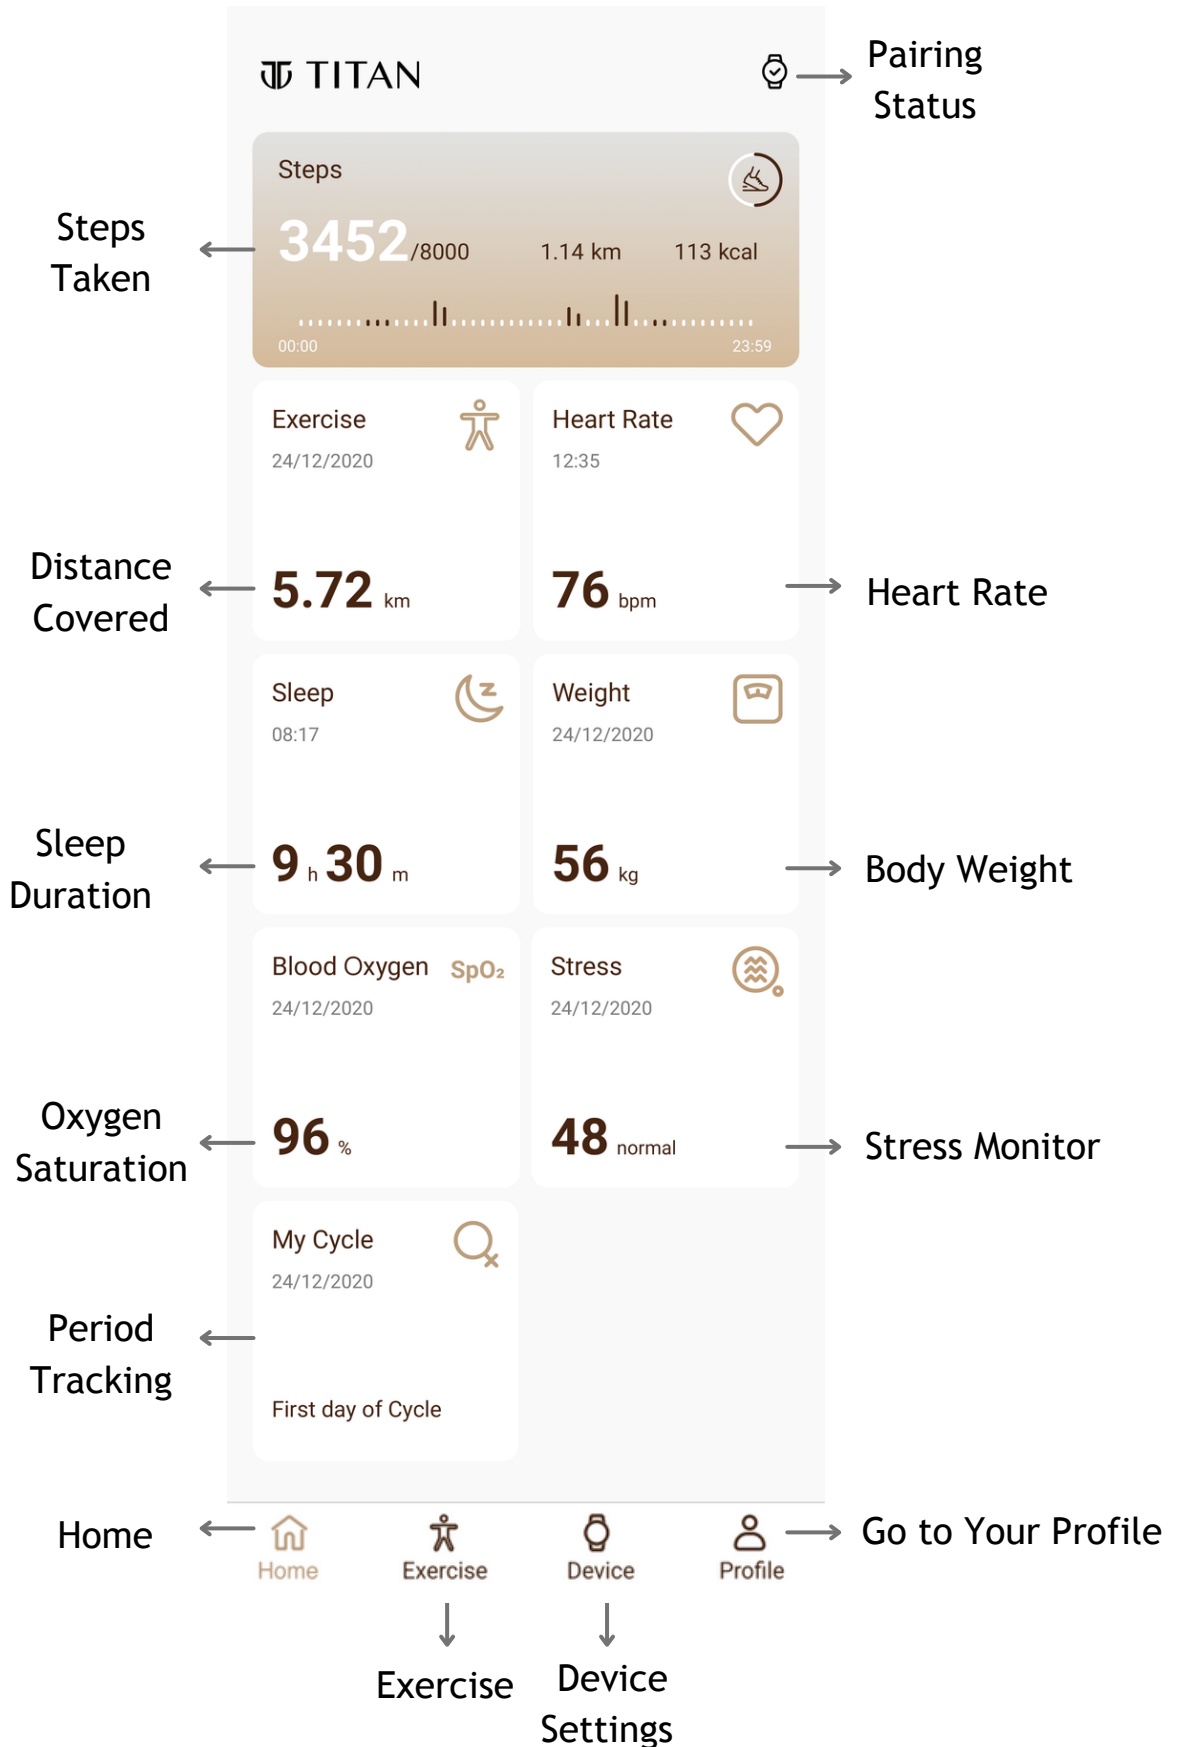 TITAN
Pairing
Status
Steps
Steps
Taken
3452/8000 1.14 km 113 kcal
00:00 23:59
Exercise
24/12/2020
Heart Rate
12:35
Distance
Covered
5.72 km
76 bpm
Heart Rate
Sleep
08:17
Weight
24/12/2020
Sleep
Duration
9 h 30 m
56 kg
Body Weight
Blood Oxygen SpO₂
24/12/2020
Stress
24/12/2020
Oxygen
Saturation
96 %
48 normal
Stress Monitor
My Cycle
24/12/2020
Period
Tracking
First day of Cycle
Home
Home
Exercise
Device
Profile
Go to Your Profile
Exercise
Device
Settings